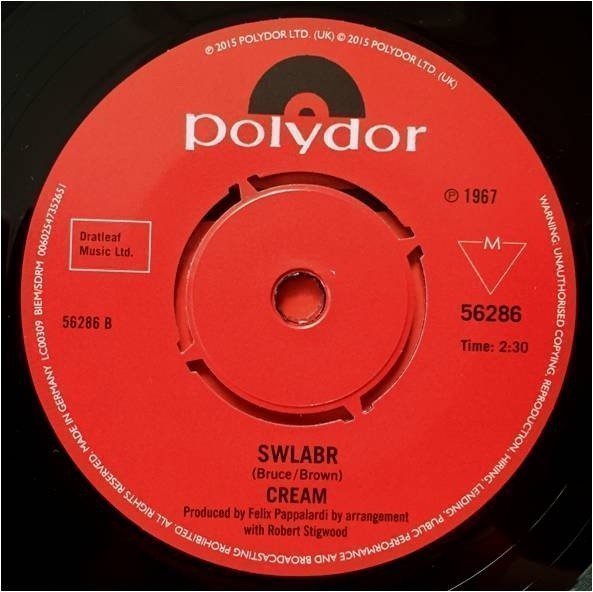 ℗ 2015 POLYDOR LTD. (UK) © 2015 POLYDOR LTD. (UK)
polydor
℗ 1967
Dratleaf
Music Ltd.
M
56286 B
56286
Time: 2:30
SWLABR
(Bruce/Brown)
CREAM
Produced by Felix Pappalardi by arrangement
with Robert Stigwood
WARNING: UNAUTHORISED COPYING, REPRODUCTION, HIRING, LENDING, PUBLIC PERFORMANCE AND BROADCASTING PROHIBITED. ALL RIGHTS RESERVED. MADE IN GERMANY LC00309 BIEM/SDRM 00602547352651